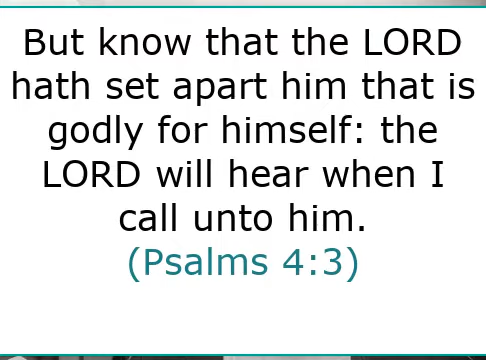 But know that the LORD
hath set apart him that is
godly for himself: the
LORD will hear when I
call unto him.
(Psalms 4:3)